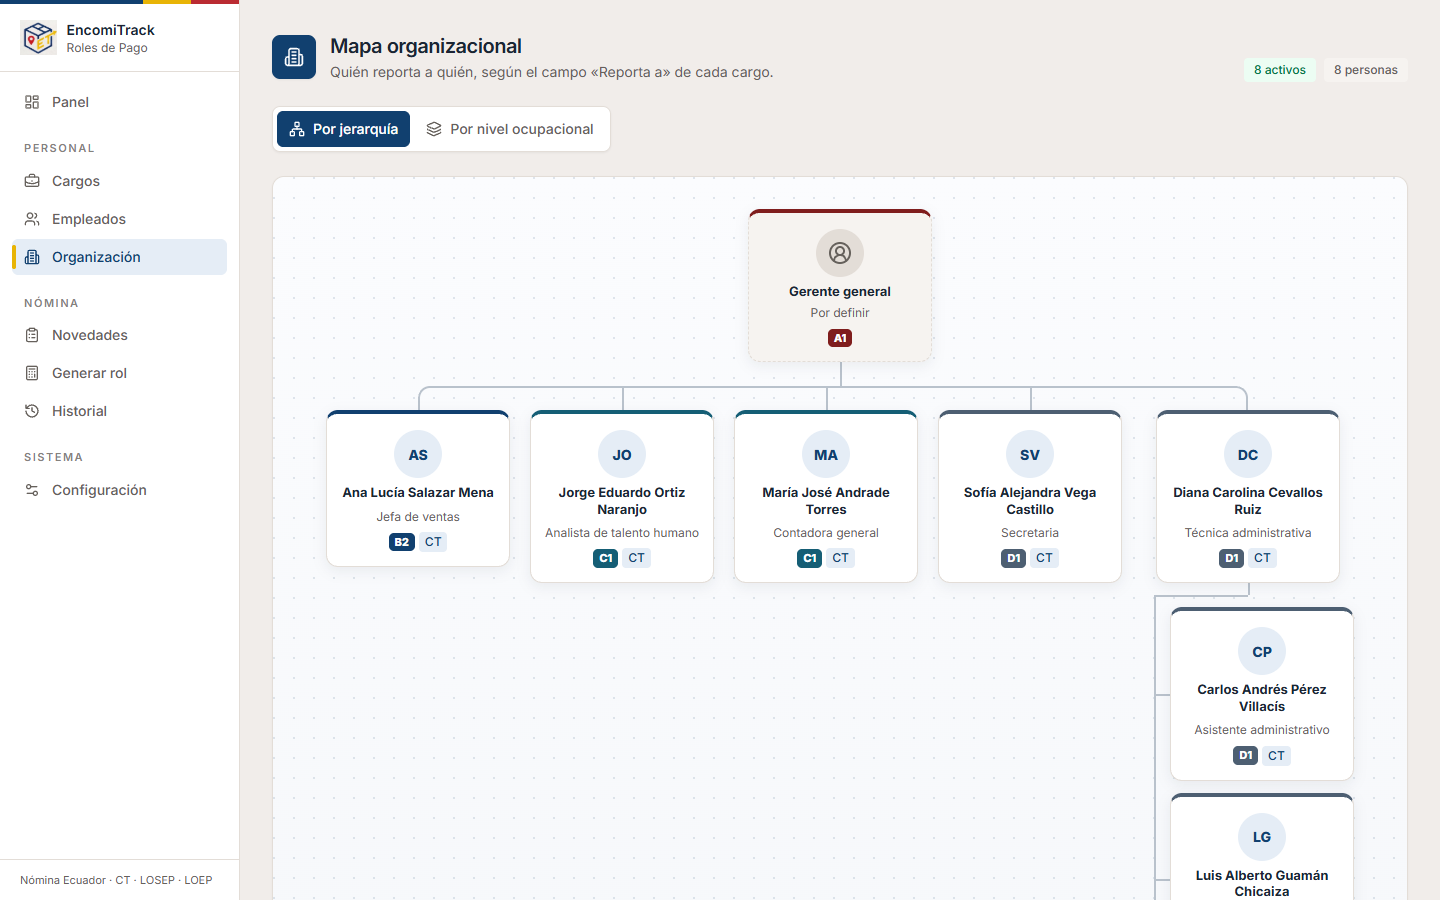 EncomiTrack
Roles de Pago
Panel
PERSONAL
Cargos
Empleados
Organización
NÓMINA
Novedades
Generar rol
Historial
SISTEMA
Configuración
Nómina Ecuador · CT · LOSEP · LOEP
Mapa organizacional
Quién reporta a quién, según el campo «Reporta a» de cada cargo.
8 activos
8 personas
Por jerarquía
Por nivel ocupacional
Gerente general
Por definir
A1
AS
Ana Lucía Salazar Mena
Jefa de ventas
B2 CT
JO
Jorge Eduardo Ortiz
Naranjo
Analista de talento humano
C1 CT
MA
María José Andrade
Torres
Contadora general
C1 CT
SV
Sofía Alejandra Vega
Castillo
Secretaria
D1 CT
DC
Diana Carolina Cevallos
Ruiz
Técnica administrativa
D1 CT
CP
Carlos Andrés Pérez
Villacís
Asistente administrativo
D1 CT
LG
Luis Alberto Guamán
Chicaiza